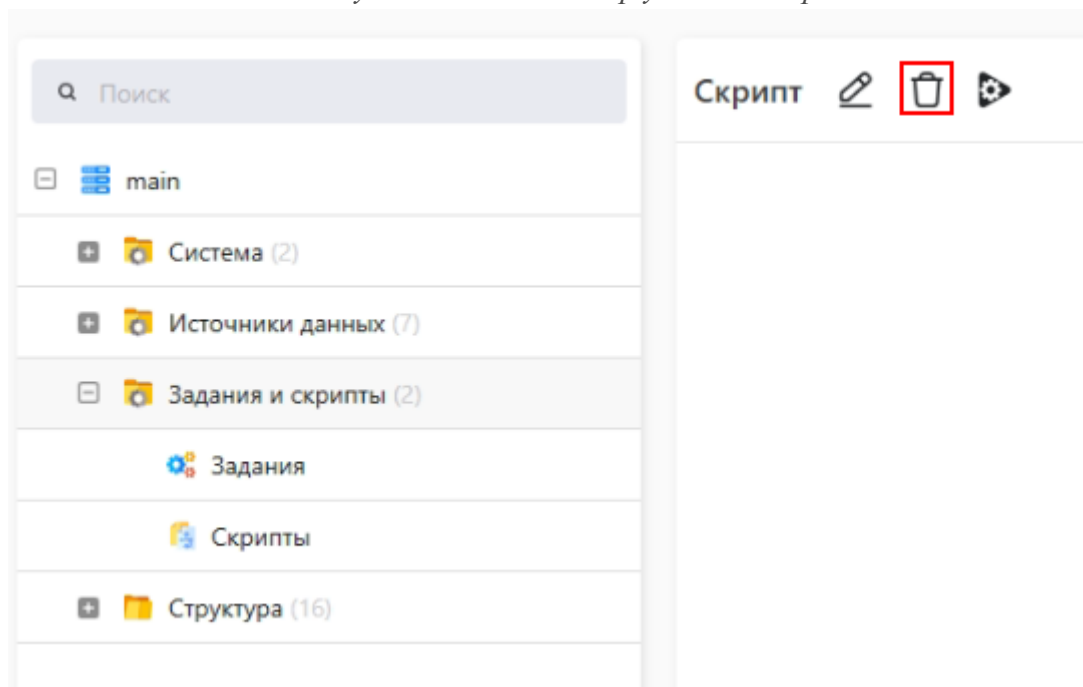 Поиск
Скрипт
main
Система (2)
Источники данных (7)
Задания и скрипты (2)
Задания
Скрипты
Структура (16)